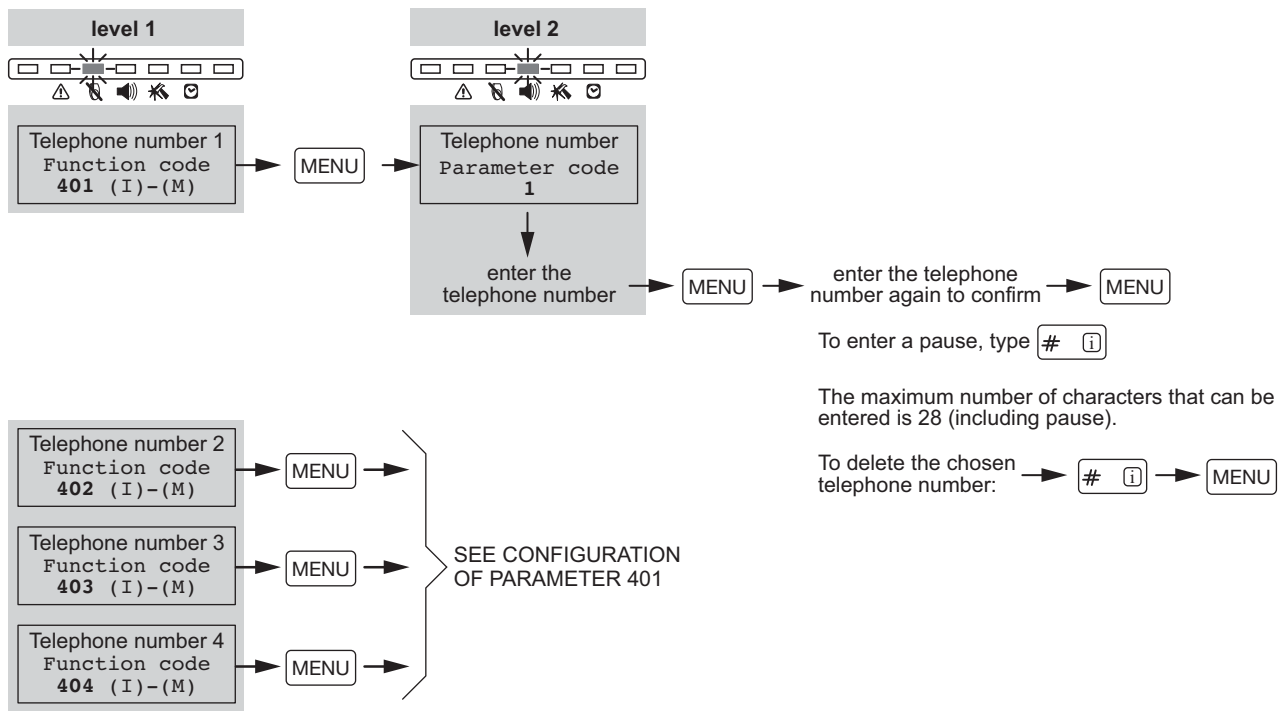 level 1
level 2
Telephone number 1
Function code
401 (I)–(M)
MENU
Telephone number
Parameter code
1
enter the
telephone number
MENU
enter the telephone
number again to confirm
MENU
To enter a pause, type # i
The maximum number of characters that can be
entered is 28 (including pause).
To delete the chosen
telephone number:
# i
MENU
Telephone number 2
Function code
402 (I)–(M)
MENU
Telephone number 3
Function code
403 (I)–(M)
MENU
Telephone number 4
Function code
404 (I)–(M)
MENU
SEE CONFIGURATION
OF PARAMETER 401